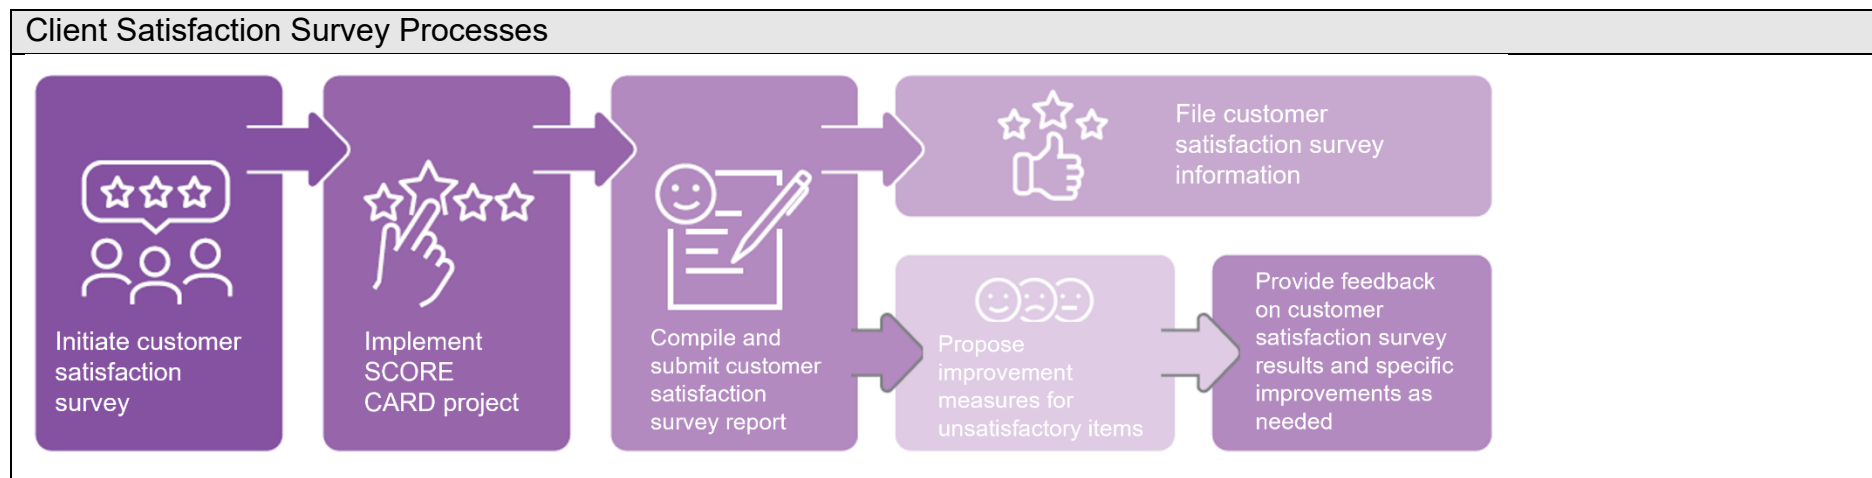 Client Satisfaction Survey Processes
Initiate customer
satisfaction
survey
Implement
SCORE
CARD project
Compile and
submit customer
satisfaction
survey report
File customer
satisfaction survey
information
Propose
improvement
measures for
unsatisfactory items
Provide feedback
on customer
satisfaction survey
results and specific
improvements as
needed